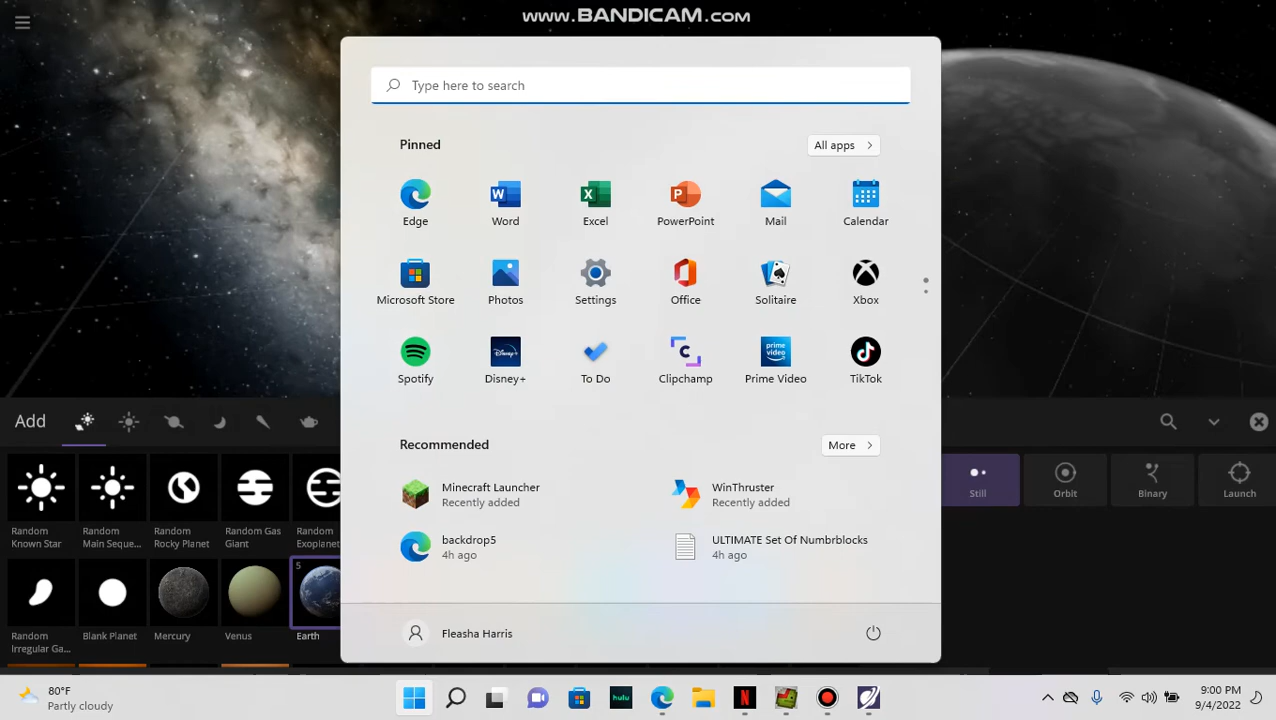 www.BANDICAM.com
Type here to search
Pinned
All apps
Edge
Word
Excel
PowerPoint
Mail
Calendar
Microsoft Store
Photos
Settings
Office
Solitaire
Xbox
Spotify
Disney+
To Do
Clipchamp
Prime Video
TikTok
Recommended
More
Minecraft Launcher
Recently added
WinThruster
Recently added
backdrop5
4h ago
ULTIMATE Set Of Numbrblocks
4h ago
Fleasha Harris
Add
Random
Known Star
Random
Main Seque...
Random
Rocky Planet
Random Gas
Giant
Random
Exoplanet
Random
Irregular Ga...
Blank Planet
Mercury
Venus
5
Earth
Still
Orbit
Binary
Launch
80°F
Partly cloudy
hulu
9:00 PM
9/4/2022